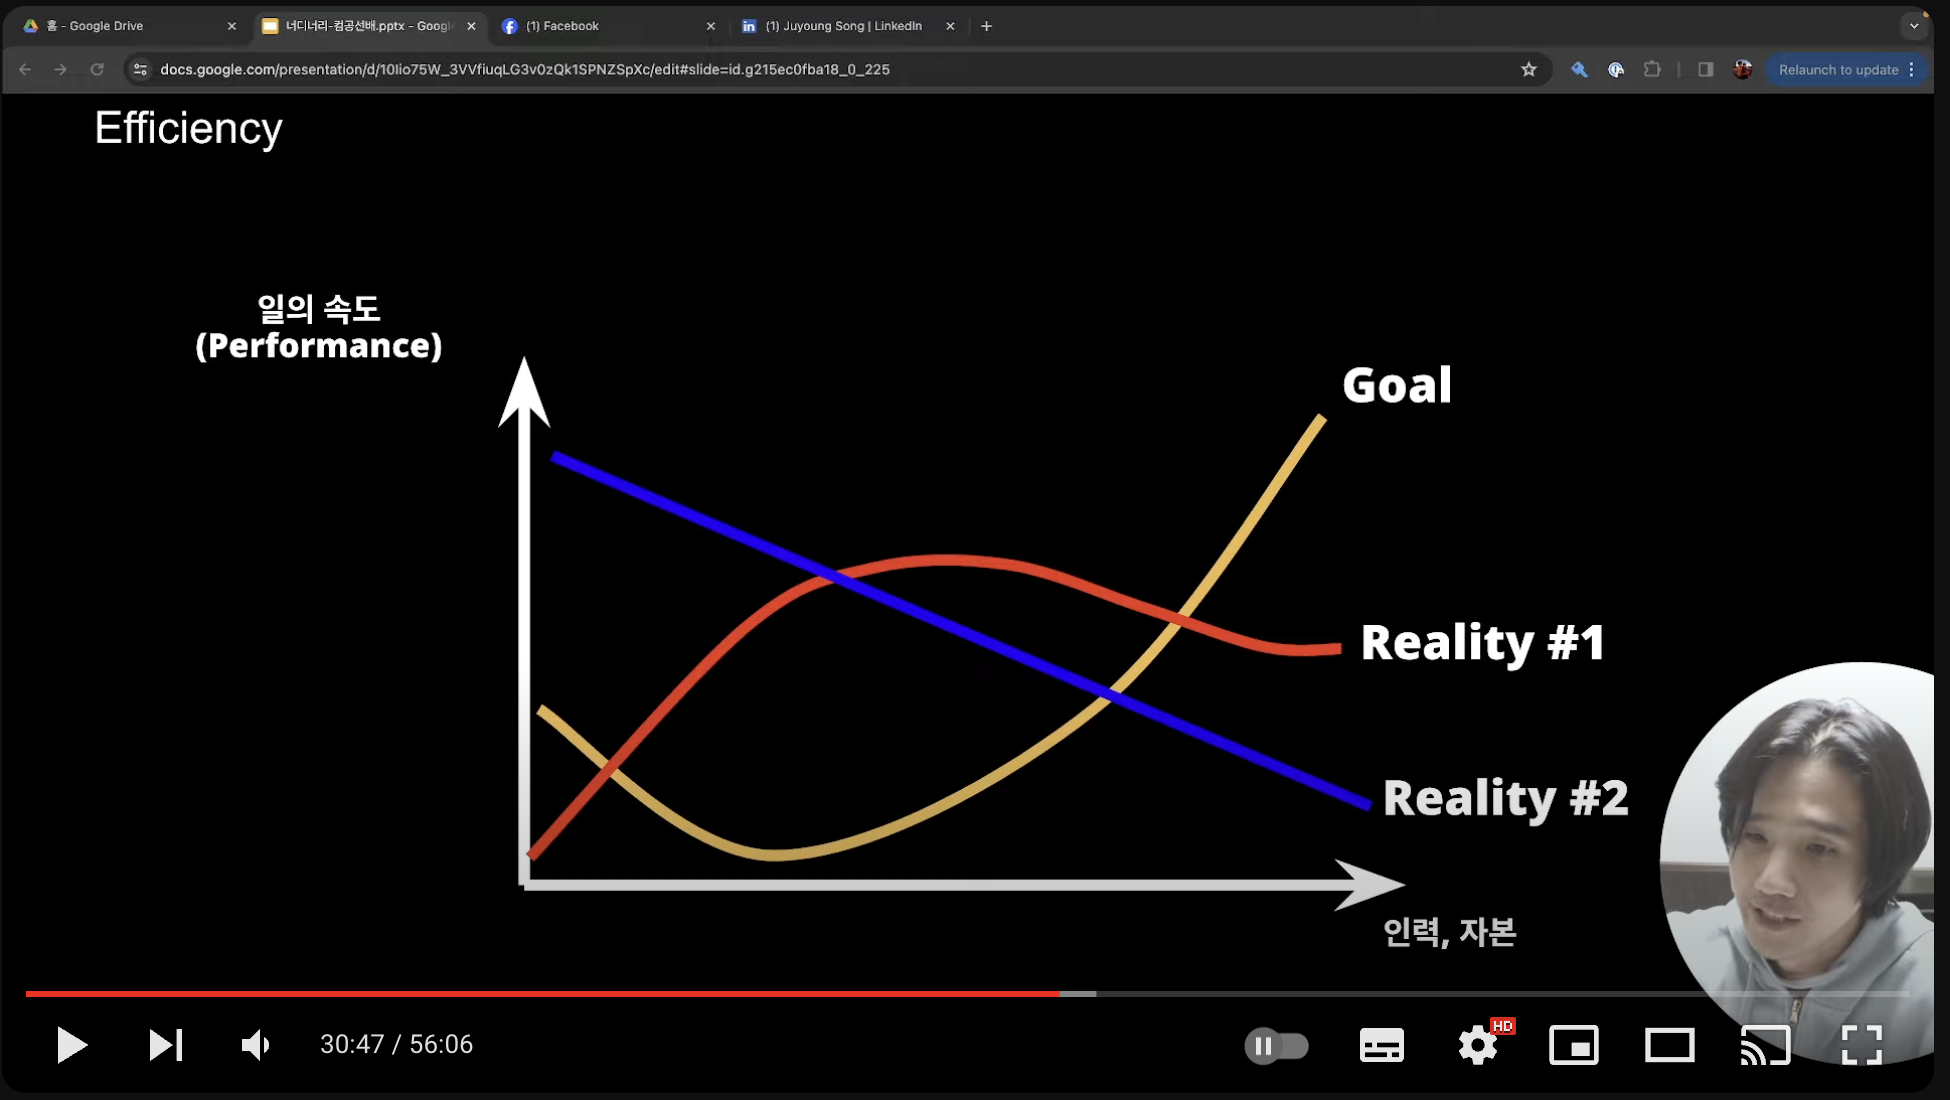 홈 - Google Drive
너디너리-컴공선배.pptx - Googl
(1) Facebook
(1) Juyoung Song | LinkedIn
docs.google.com/presentation/d/10lio75W_3VVfiuqLG3v0zQk1SPNZSpXc/edit#slide=id.g215ec0fba18_0_225
Relaunch to update
Efficiency
일의 속도
(Performance)
Goal
Reality #1
Reality #2
인력, 자본
30:47 / 56:06
HD